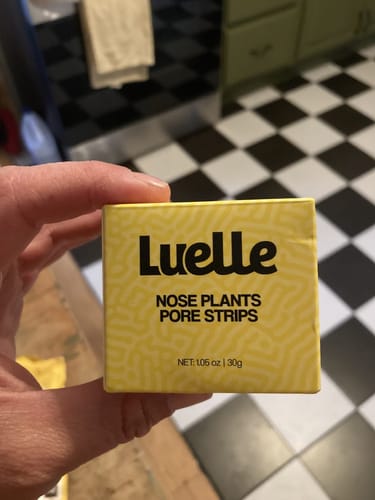 Luelle
NOSE PLANTS
PORE STRIPS
NET: 1.05 oz | 30g